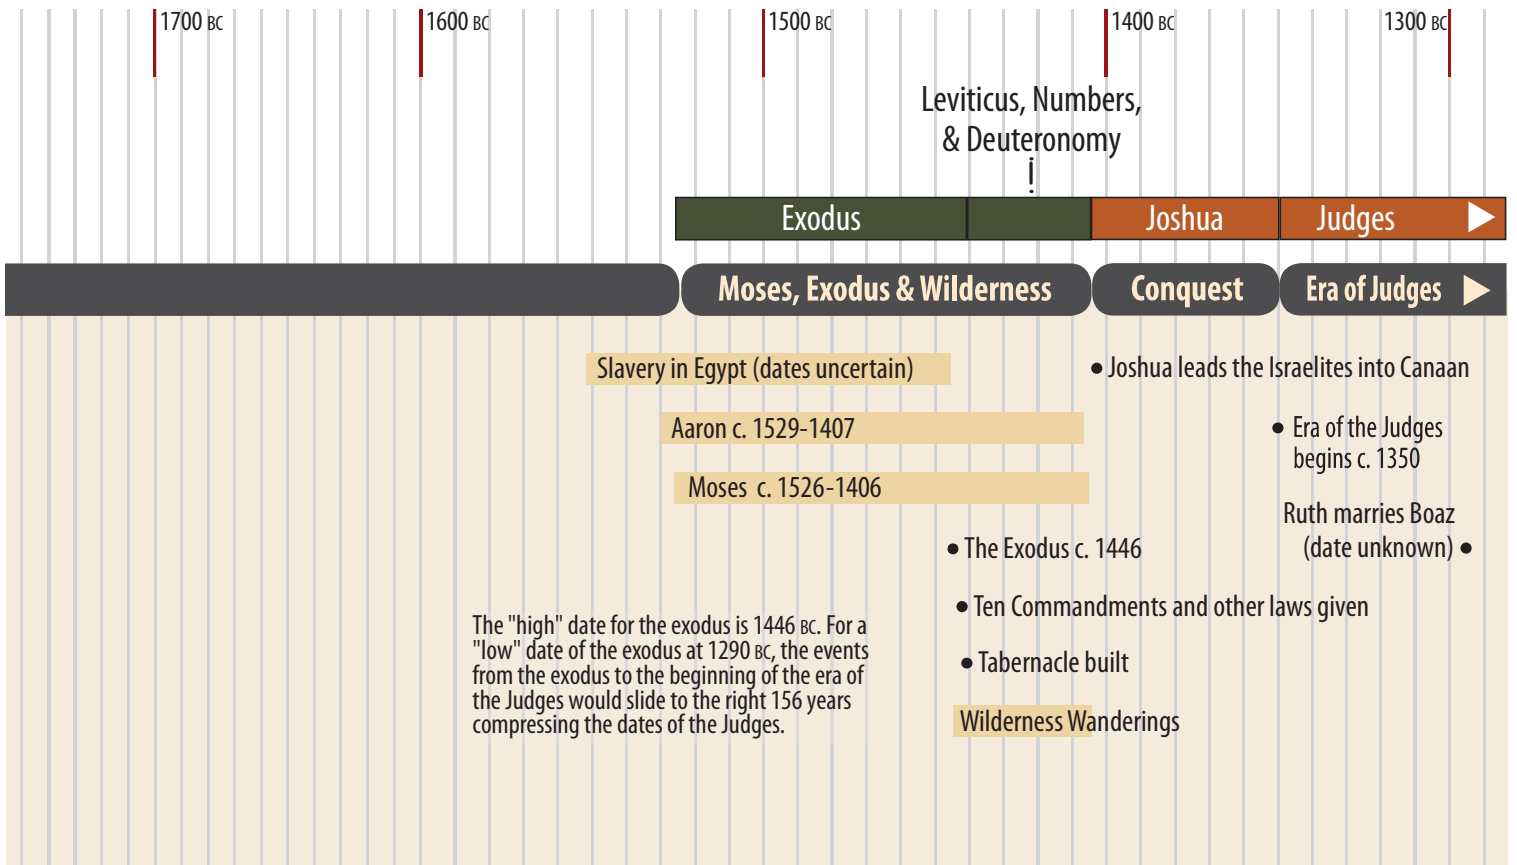 1700 BC
1600 BC
1500 BC
1400 BC
1300 BC
Leviticus, Numbers,
& Deuteronomy
Exodus
Joshua
Judges
Moses, Exodus & Wilderness
Conquest
Era of Judges
Slavery in Egypt (dates uncertain)
Joshua leads the Israelites into Canaan
Aaron c. 1529-1407
Era of the Judges
begins c. 1350
Moses c. 1526-1406
Ruth marries Boaz
(date unknown)
The Exodus c. 1446
Ten Commandments and other laws given
Tabernacle built
Wilderness Wanderings
The "high" date for the exodus is 1446 BC. For a
"low" date of the exodus at 1290 BC, the events
from the exodus to the beginning of the era of
the Judges would slide to the right 156 years
compressing the dates of the Judges.